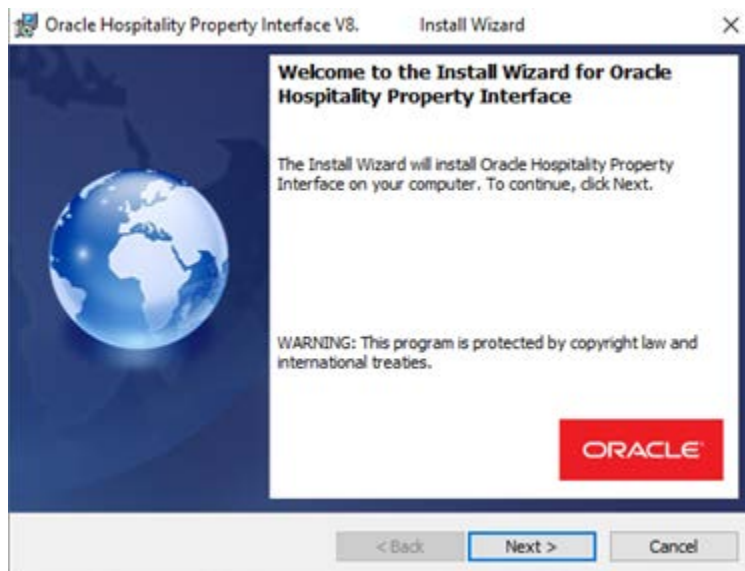 Oracle Hospitality Property Interface V8. Install Wizard
Welcome to the Install Wizard for Oracle
Hospitality Property Interface
The Install Wizard will install Oracle Hospitality Property
Interface on your computer. To continue, click Next.
WARNING: This program is protected by copyright law and
international treaties.
ORACLE
< Back Next > Cancel